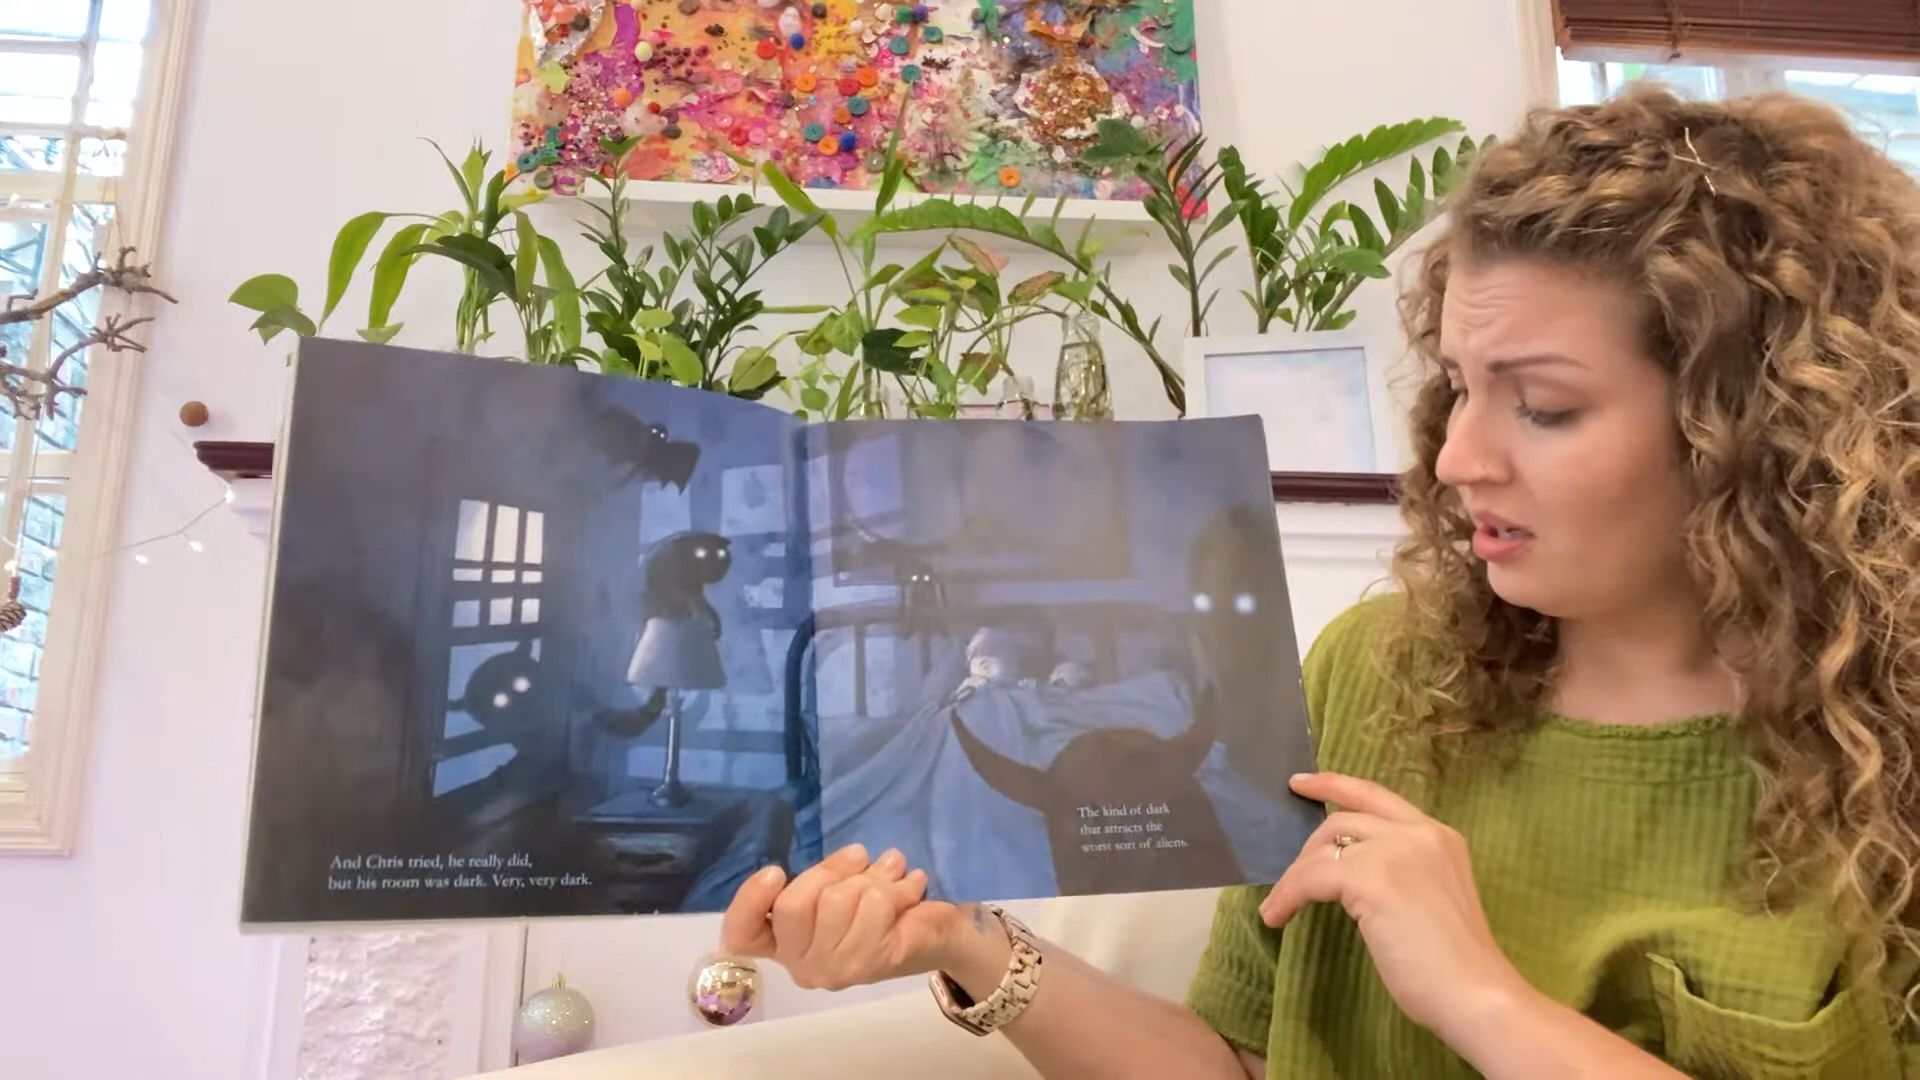 And Chris tried, he really did,
but his room was dark. Very, very dark.
The kind of dark
that attracts the
worst sort of aliens.